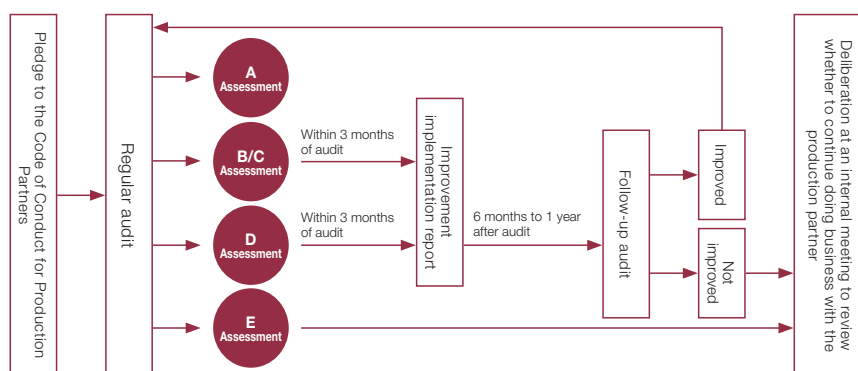 Pledge to the Code of Conduct for Production
Partners
Regular audit
A
Assessment
B/C
Assessment
D
Assessment
E
Assessment
Within 3 months
of audit
Within 3 months
of audit
Improvement
implementation report
6 months to 1 year
after audit
Follow-up audit
Improved
Not
improved
Deliberation at an internal meeting to review
whether to continue doing business with the
production partner